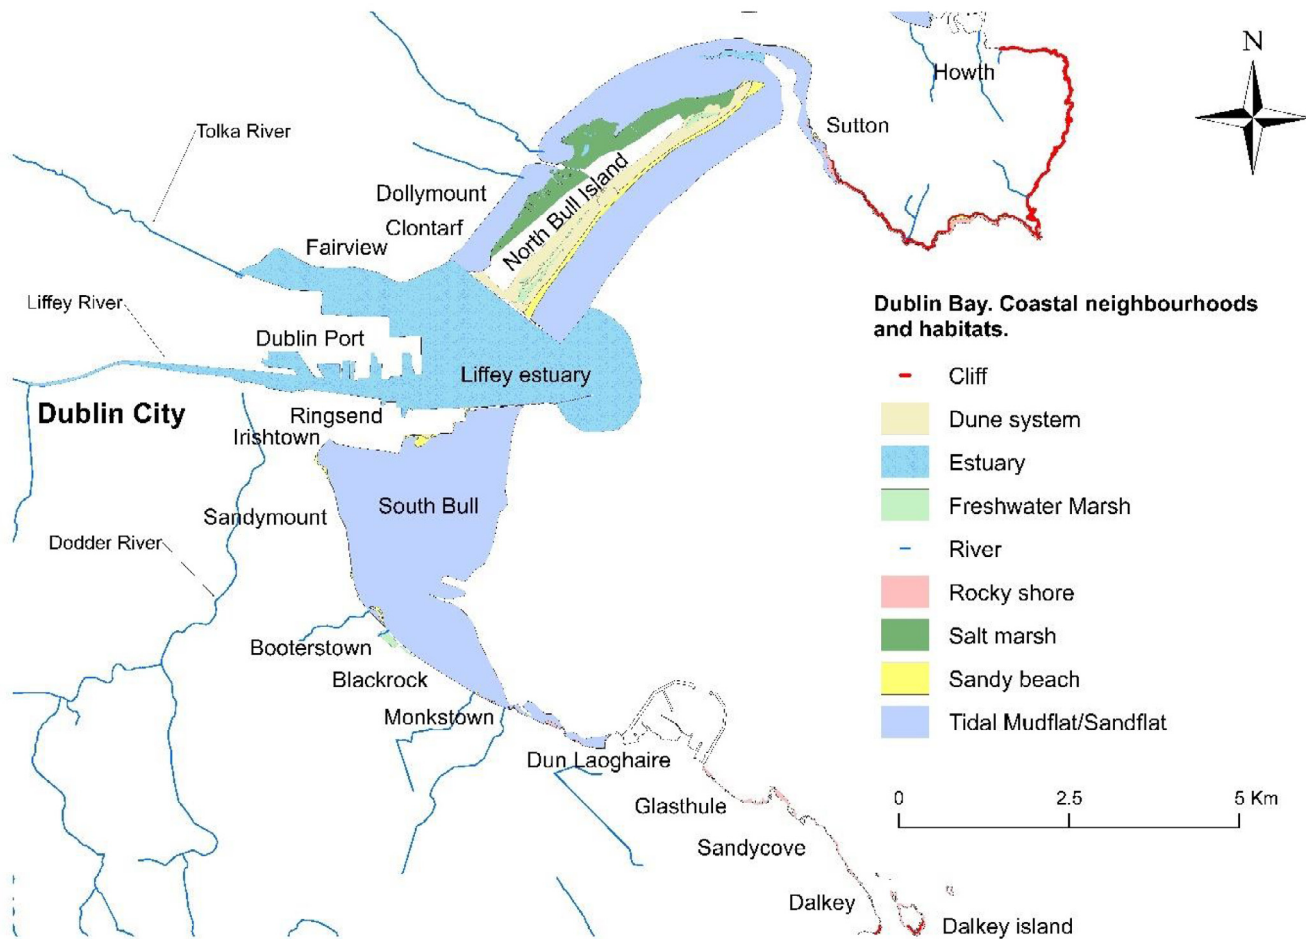 N
Howth
Tolka River
Sutton
Dollymount
Clontarf
North Bull Island
Fairview
Liffey River
Dublin Port
Liffey estuary
Dublin City
Ringsend
Irishtown
South Bull
Sandymount
Dodder River
Booterstown
Blackrock
Monkstown
Dun Laoghaire
Glasthule
Sandycove
Dalkey
Dalkey island
Dublin Bay. Coastal neighbourhoods
and habitats.
Cliff
Dune system
Estuary
Freshwater Marsh
River
Rocky shore
Salt marsh
Sandy beach
Tidal Mudflat/Sandflat
0 2.5 5 Km